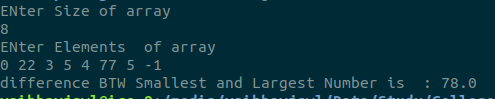 ENter Size of array
8
ENter Elements  of array
0 22 3 5 4 77 5 -1
difference BTW Smallest and Largest Number is  : 78.0